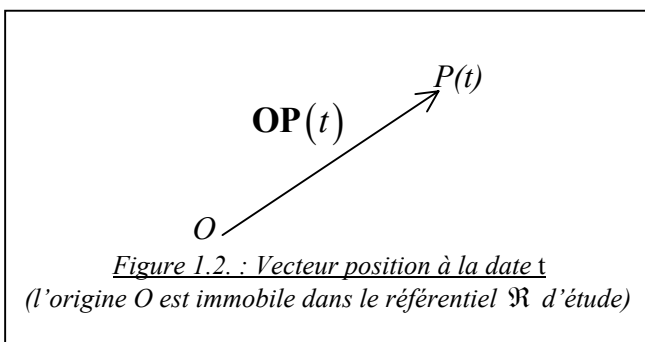 P(t)
OP(t)
O
Figure 1.2. : Vecteur position à la date t
(l'origine O est immobile dans le référentiel ℜ d'étude)